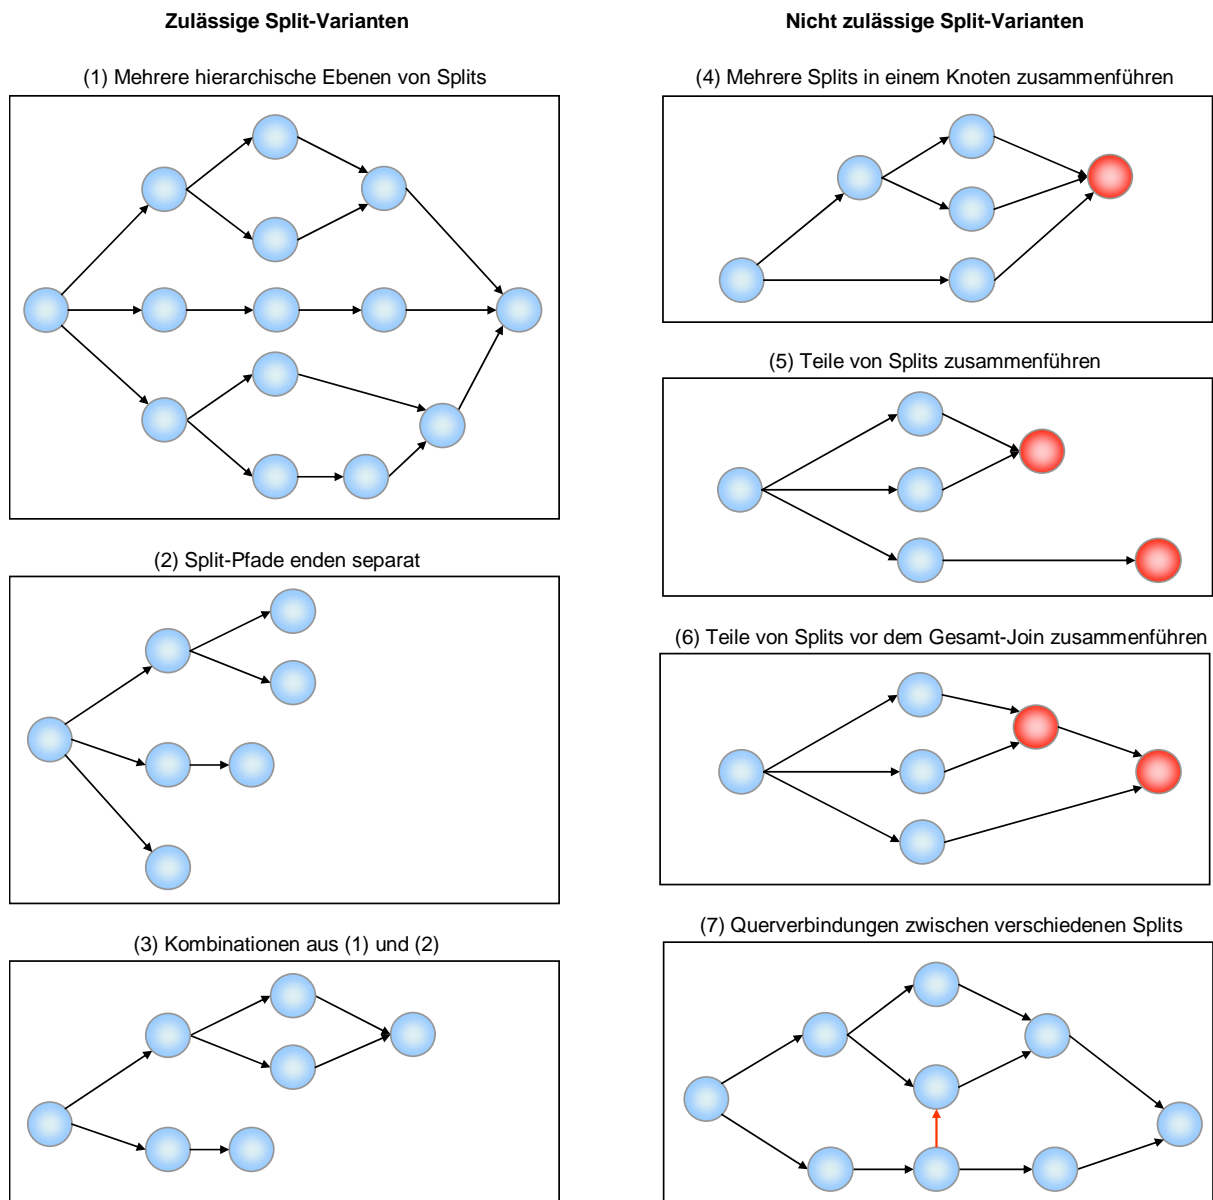 Zulässige Split-Varianten
(1) Mehrere hierarchische Ebenen von Splits
(2) Split-Pfade enden separat
(3) Kombinationen aus (1) und (2)
Nicht zulässige Split-Varianten
(4) Mehrere Splits in einem Knoten zusammenführen
(5) Teile von Splits zusammenführen
(6) Teile von Splits vor dem Gesamt-Join zusammenführen
(7) Querverbindungen zwischen verschiedenen Splits